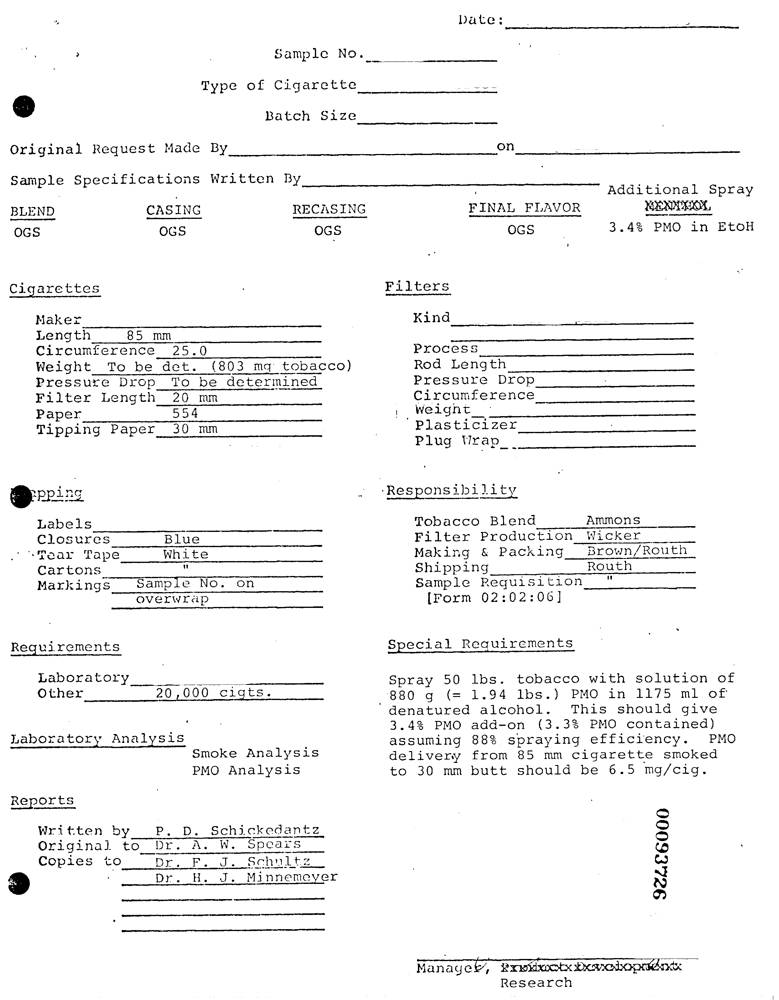 Date:
Sample No.
Type of Cigarette
Batch Size
Original Request Made By on
Sample Specifications Written By
Additional Spray
BLEND CASING RECASING FINAL FLAVOR MENTHOL
OGS OGS OGS OGS 3.4% PMO in EtoH
Cigarettes
Maker
Length 85 mm
Circumference 25.0
Weight To be det. (803 mg tobacco)
Pressure Drop To be determined
Filter Length 20 mm
Paper 554
Tipping Paper 30 mm
Filters
Kind
Process
Rod Length
Pressure Drop
Circumference
Weight
Plasticizer
Plug Wrap
Wrapping
Labels
Closures Blue
Tear Tape White
Cartons "
Markings Sample No. on
overwrap
Responsibility
Tobacco Blend Ammons
Filter Production Wicker
Making & Packing Brown/Routh
Shipping Routh
Sample Requisition "
[Form 02:02:06]
Requirements
Laboratory
Other 20,000 cigts.
Laboratory Analysis
Smoke Analysis
PMO Analysis
Special Requirements
Spray 50 lbs. tobacco with solution of
880 g (= 1.94 lbs.) PMO in 1175 ml of
denatured alcohol. This should give
3.4% PMO add-on (3.3% PMO contained)
assuming 88% spraying efficiency. PMO
delivery from 85 mm cigarette smoked
to 30 mm butt should be 6.5 mg/cig.
Reports
Written by P. D. Schickedantz
Original to Dr. A. W. Spears
Copies to Dr. F. J. Schultz
Dr. H. J. Minnemeyer
00093726
Manager, Product Development
Research